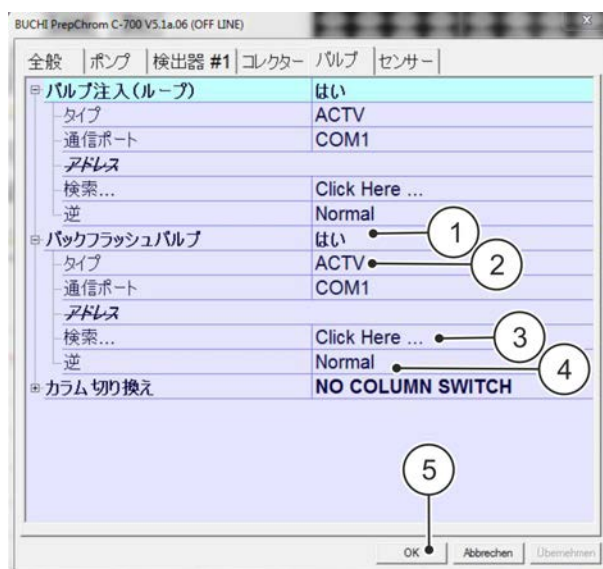 BUCHI PrepChrom C-700 V5.1a.06 (OFF LINE)
全般 ポンプ 検出器 #1 コレクター バルブ センサー
バルブ注入(ループ) はい
タイプ ACTV
通信ポート COM1
アドレス
検索... Click Here ...
逆 Normal
バックフラッシュバルブ はい 1
タイプ ACTV 2
通信ポート COM1
アドレス
検索... Click Here ... 3
逆 Normal 4
カラム切り換え NO COLUMN SWITCH
5
OK Abbrechen Übernehmen